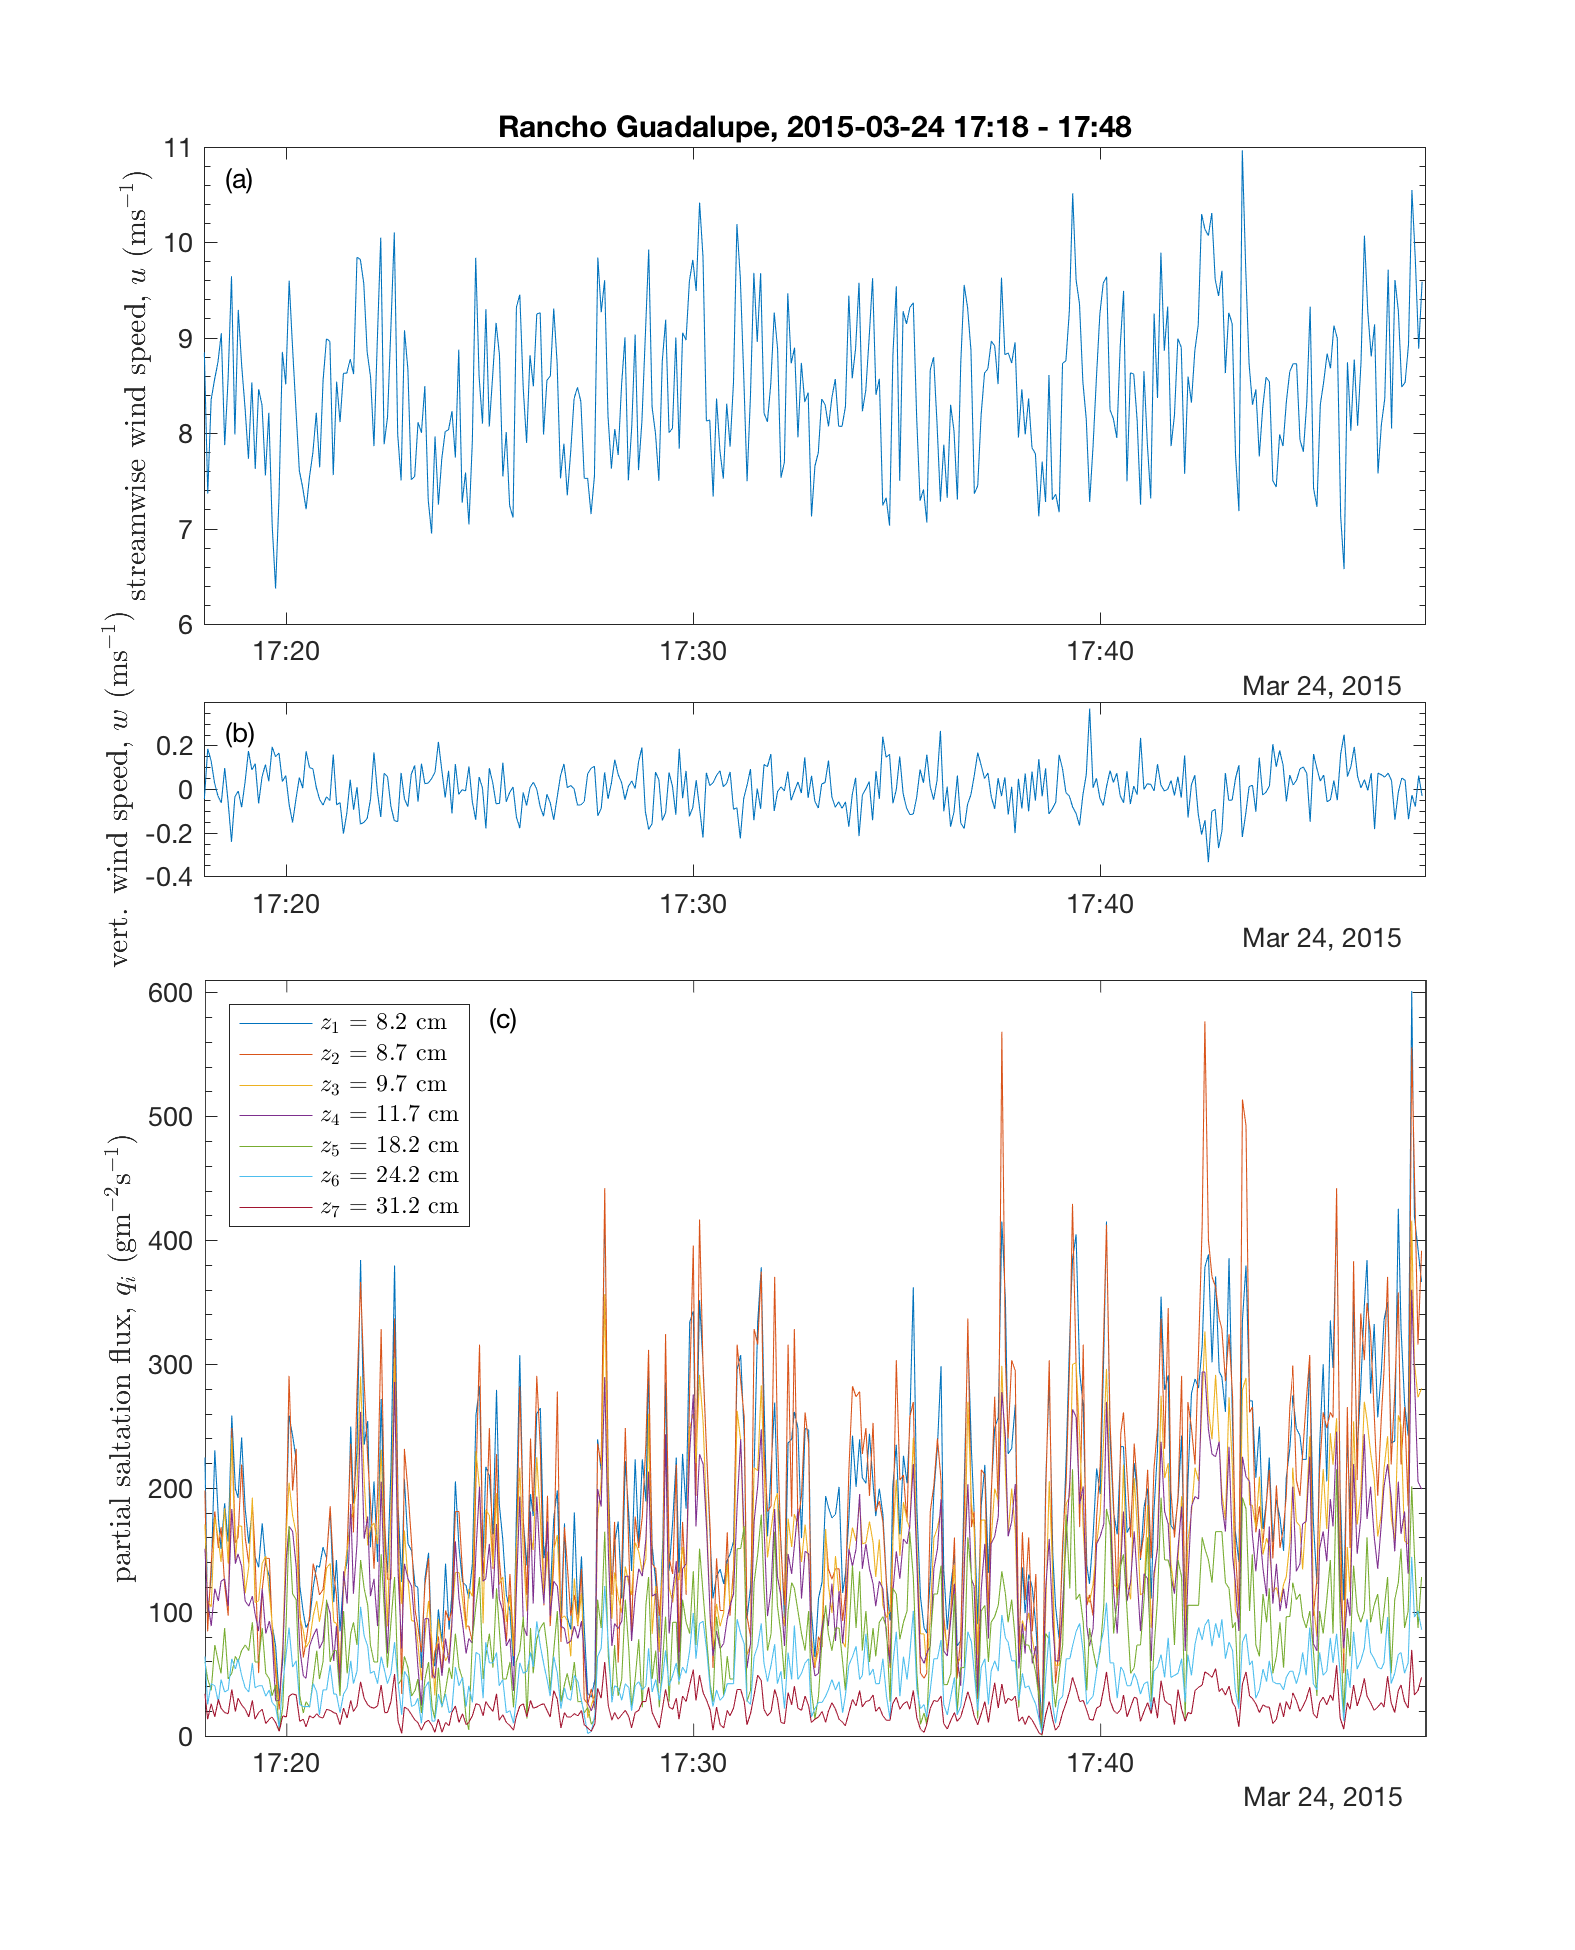 Rancho Guadalupe, 2015-03-24 17:18 - 17:48
(a)
streamwise wind speed, u (ms⁻¹)
11
10
9
8
7
6
17:20 17:30 17:40
Mar 24, 2015
(b)
vert. wind speed, w (ms⁻¹)
0.2
0
-0.2
-0.4
17:20 17:30 17:40
Mar 24, 2015
(c)
partial saltation flux, qᵢ (gm⁻²s⁻¹)
600
500
400
300
200
100
0
z₁ = 8.2 cm
z₂ = 8.7 cm
z₃ = 9.7 cm
z₄ = 11.7 cm
z₅ = 18.2 cm
z₆ = 24.2 cm
z₇ = 31.2 cm
17:20 17:30 17:40
Mar 24, 2015